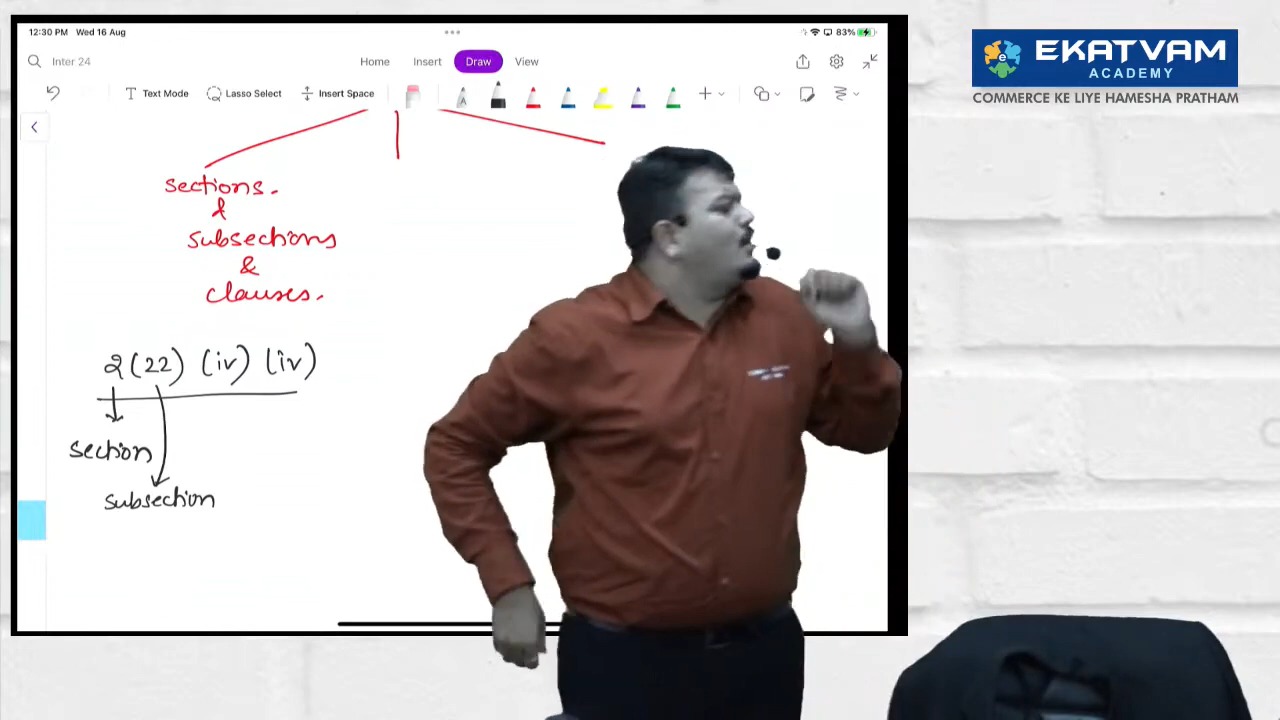 12:30 PM Wed 16 Aug
83%
Inter 24
Home Insert Draw View
Text Mode Lasso Select Insert Space
sections.
&
subsections
&
clauses.
2(22) (iv) (iv)
section
subsection
EKATVAM
ACADEMY
COMMERCE KE LIYE HAMESHA PRATHAM